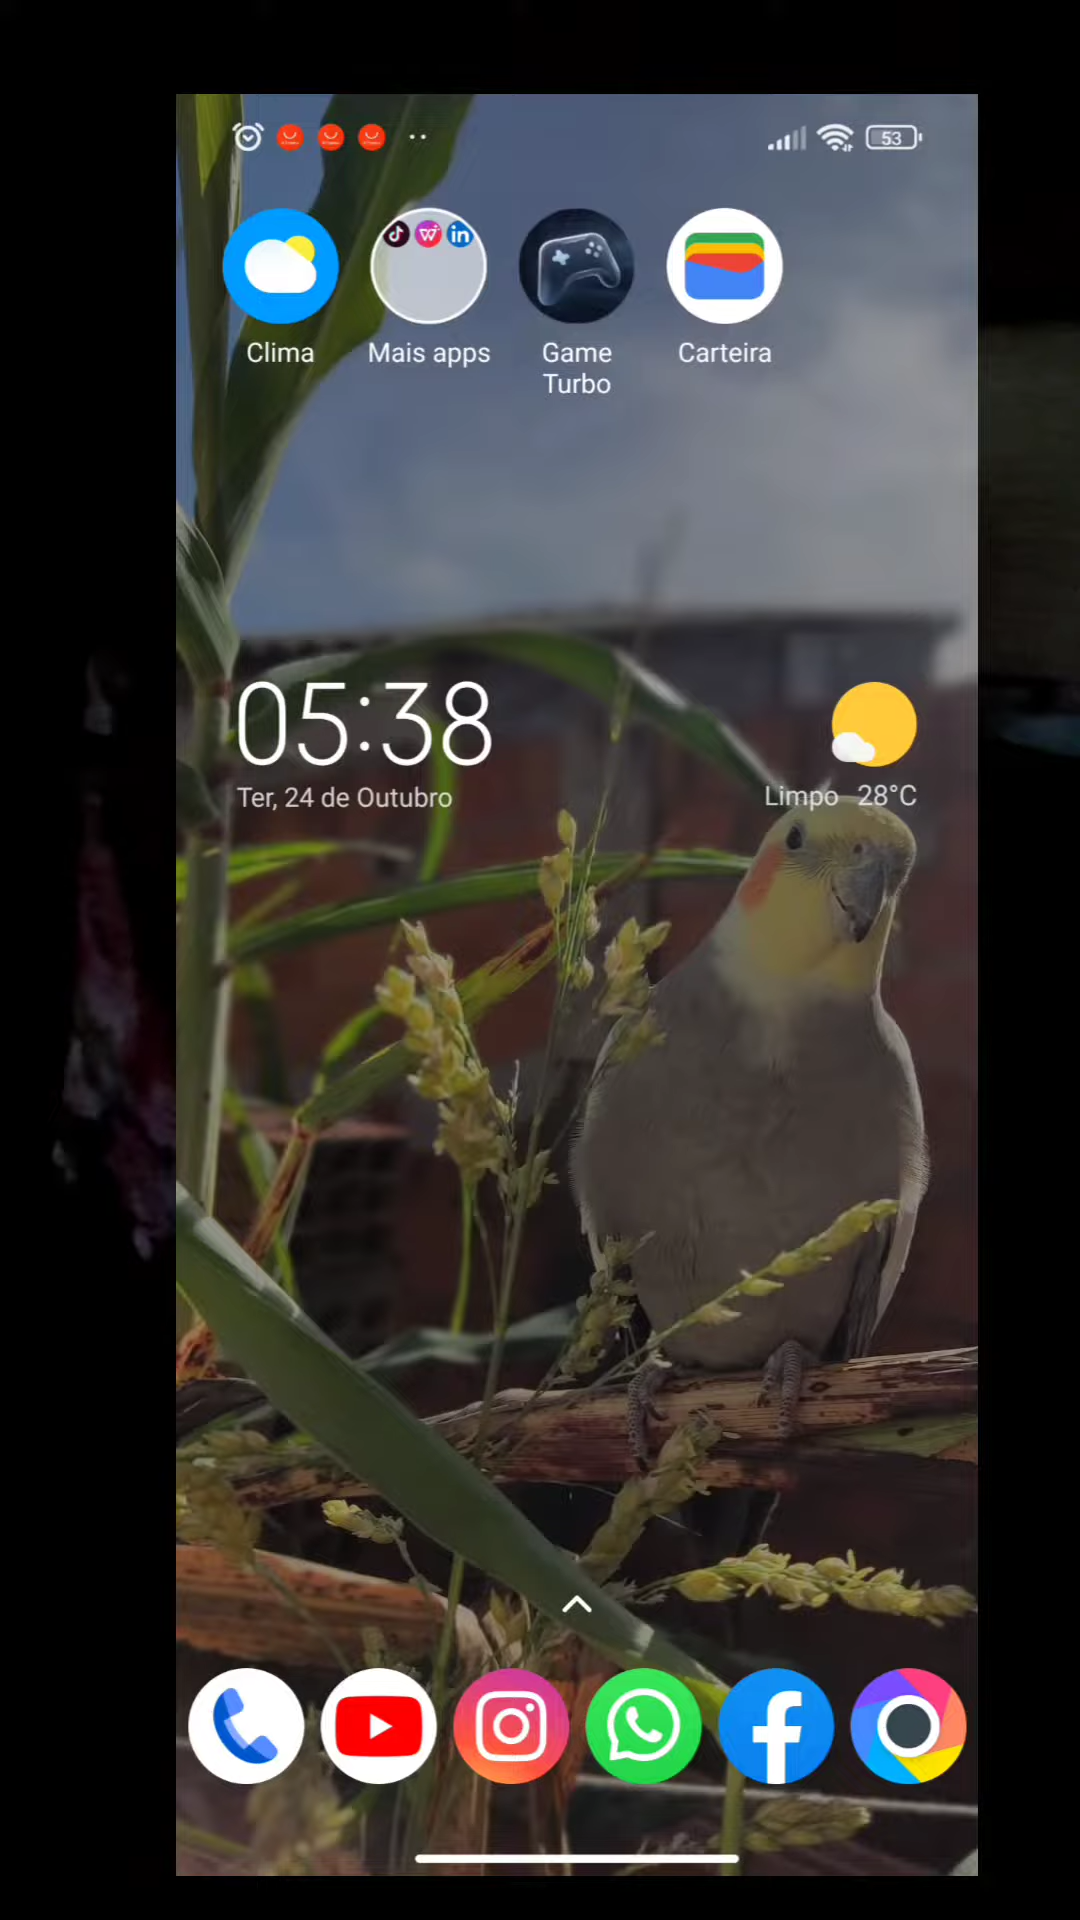 53
Clima
Mais apps
Game
Turbo
Carteira
05:38
Ter, 24 de Outubro
Limpo 28°C